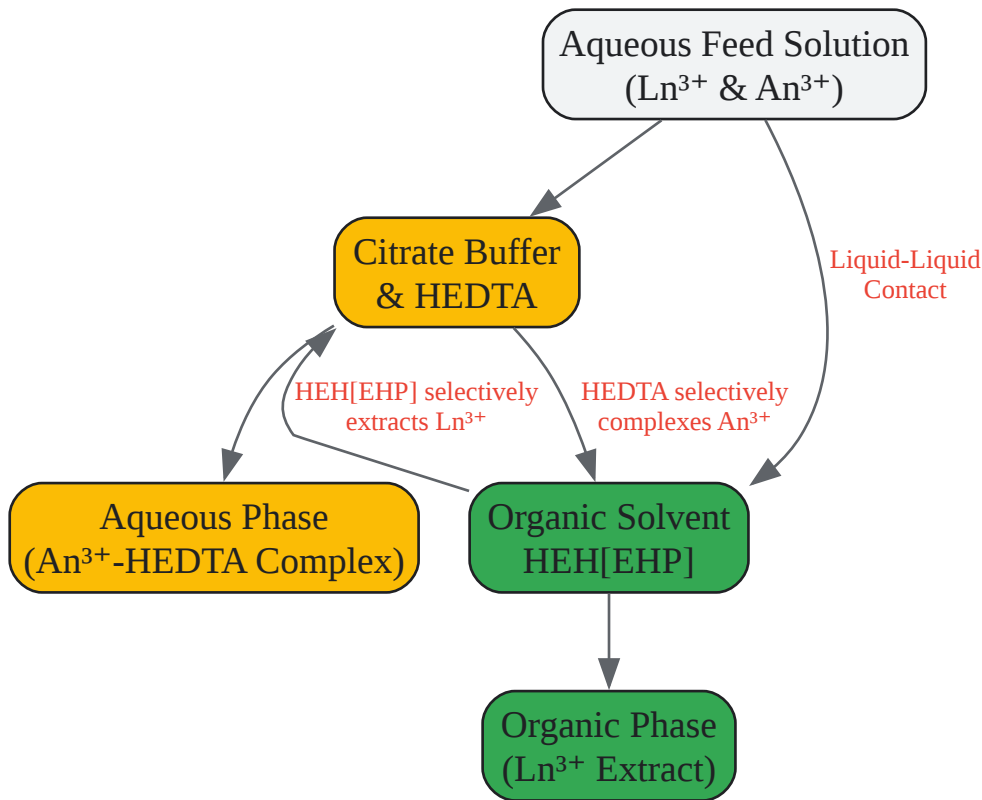 Aqueous Feed Solution
(Ln³⁺ & An³⁺)
Citrate Buffer
& HEDTA
Liquid-Liquid
Contact
HEH[EHP] selectively
extracts Ln³⁺
HEDTA selectively
complexes An³⁺
Aqueous Phase
(An³⁺-HEDTA Complex)
Organic Solvent
HEH[EHP]
Organic Phase
(Ln³⁺ Extract)